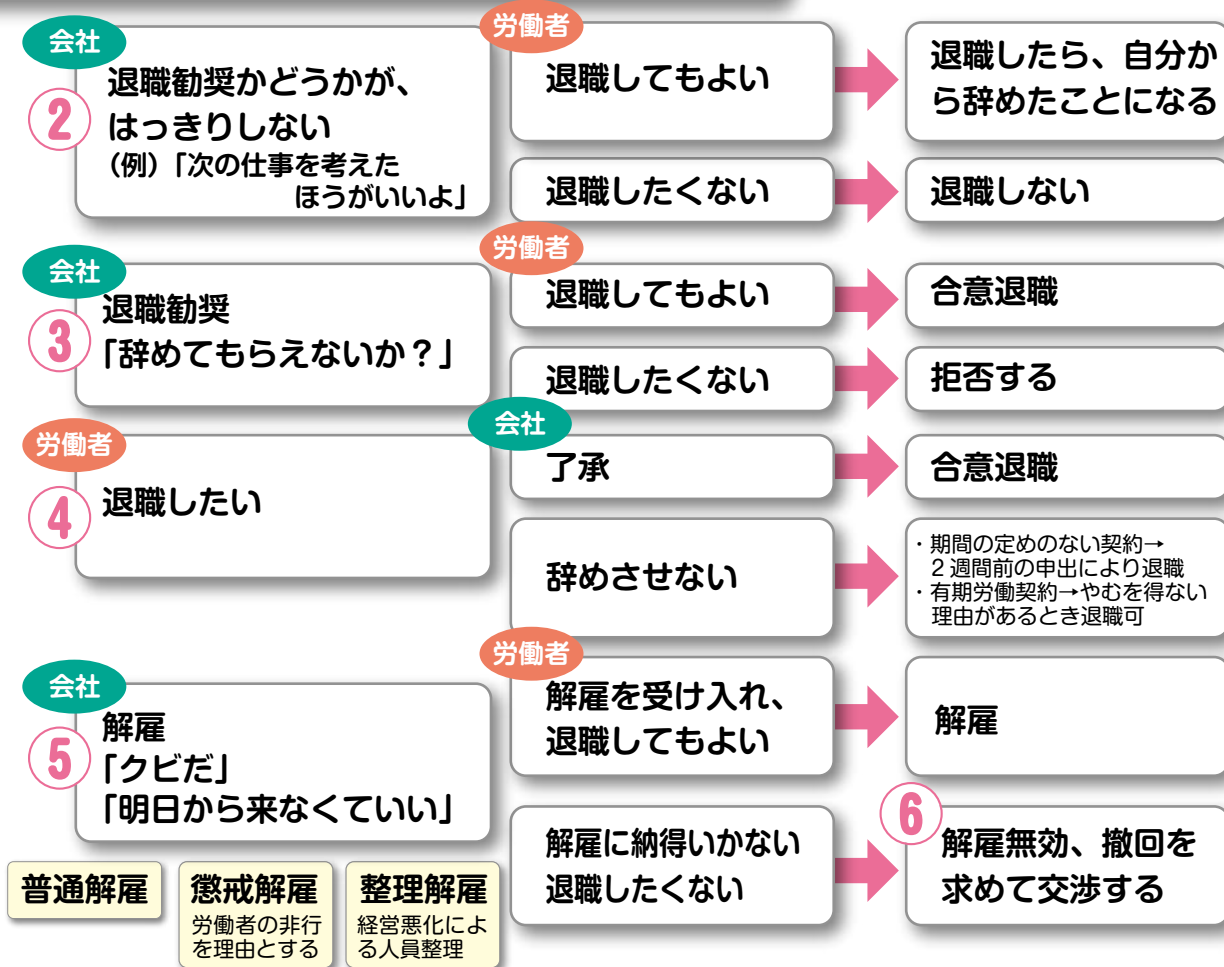 会社
②
退職勧奨かどうかが、
はっきりしない
（例）「次の仕事を考えた
ほうがいいよ」
労働者
退職してもよい
退職したら、自分か
ら辞めたことになる
退職したくない
退職しない
会社
③
退職勧奨
「辞めてもらえないか？」
労働者
退職してもよい
合意退職
退職したくない
拒否する
労働者
④
退職したい
会社
了承
合意退職
辞めさせない
・期間の定めのない契約→
２週間前の申出により退職
・有期労働契約→やむを得ない
理由があるとき退職可
会社
⑤
解雇
「クビだ」
「明日から来なくていい」
労働者
解雇を受け入れ、
退職してもよい
解雇
解雇に納得いかない
退職したくない
⑥
解雇無効、撤回を
求めて交渉する
普通解雇
懲戒解雇
労働者の非行
を理由とする
整理解雇
経営悪化によ
る人員整理